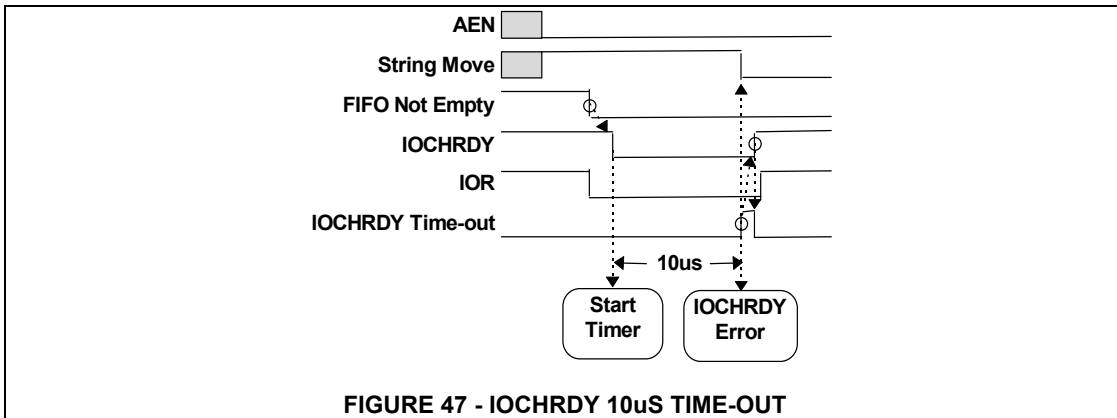 AEN
String Move
FIFO Not Empty
IOCHRDY
IOR
IOCHRDY Time-out
10us
Start
Timer
IOCHRDY
Error
FIGURE 47 - IOCHRDY 10uS TIME-OUT